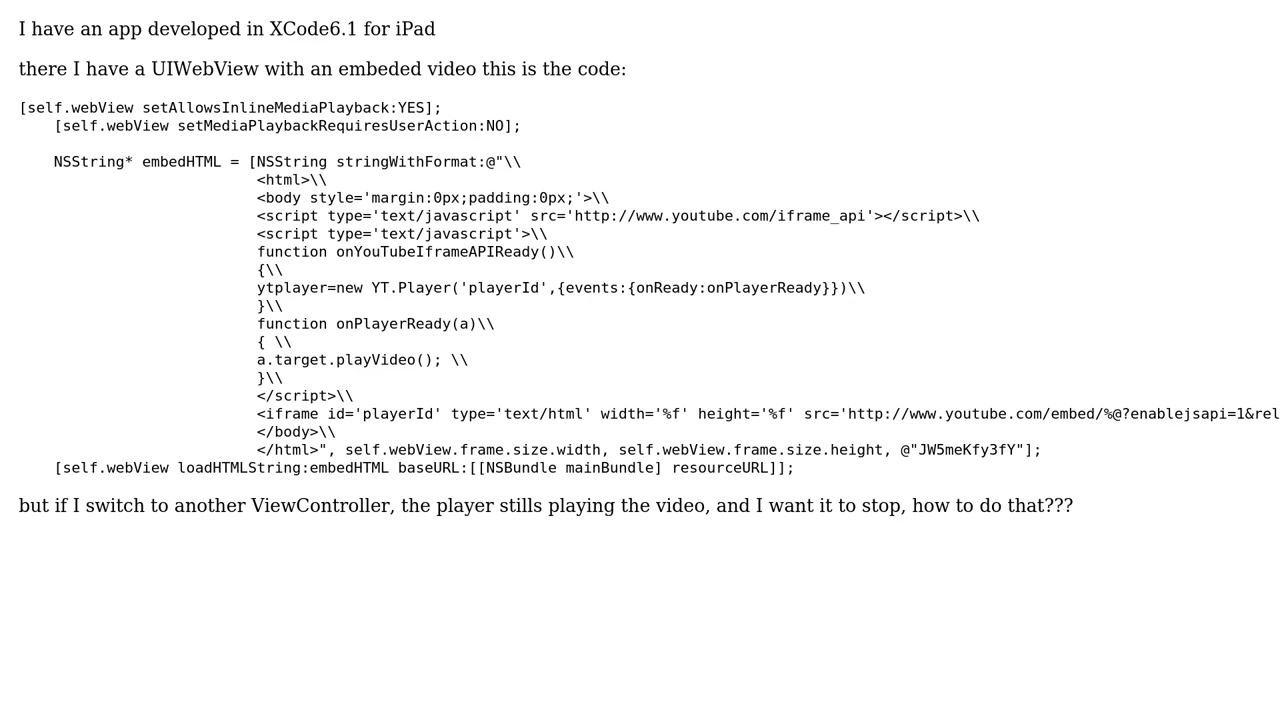 I have an app developed in XCode6.1 for iPad
there I have a UIWebView with an embeded video this is the code:
[self.webView setAllowsInlineMediaPlayback:YES];
    [self.webView setMediaPlaybackRequiresUserAction:NO];
    NSString* embedHTML = [NSString stringWithFormat:@"\\
                           <html>\\
                           <body style='margin:0px;padding:0px;'>\\
                           <script type='text/javascript' src='http://www.youtube.com/iframe_api'></script>\\
                           <script type='text/javascript'>\\
                           function onYouTubeIframeAPIReady()\\
                           {\\
                           ytplayer=new YT.Player('playerId',{events:{onReady:onPlayerReady}})\\
                           }\\
                           function onPlayerReady(a)\\
                           { \\
                           a.target.playVideo(); \\
                           }\\
                           </script>\\
                           <iframe id='playerId' type='text/html' width='%f' height='%f' src='http://www.youtube.com/embed/%@?enablejsapi=1&rel
                           </body>\\
                           </html>", self.webView.frame.size.width, self.webView.frame.size.height, @"JW5meKfy3fY"];
    [self.webView loadHTMLString:embedHTML baseURL:[[NSBundle mainBundle] resourceURL]];
but if I switch to another ViewController, the player stills playing the video, and I want it to stop, how to do that???